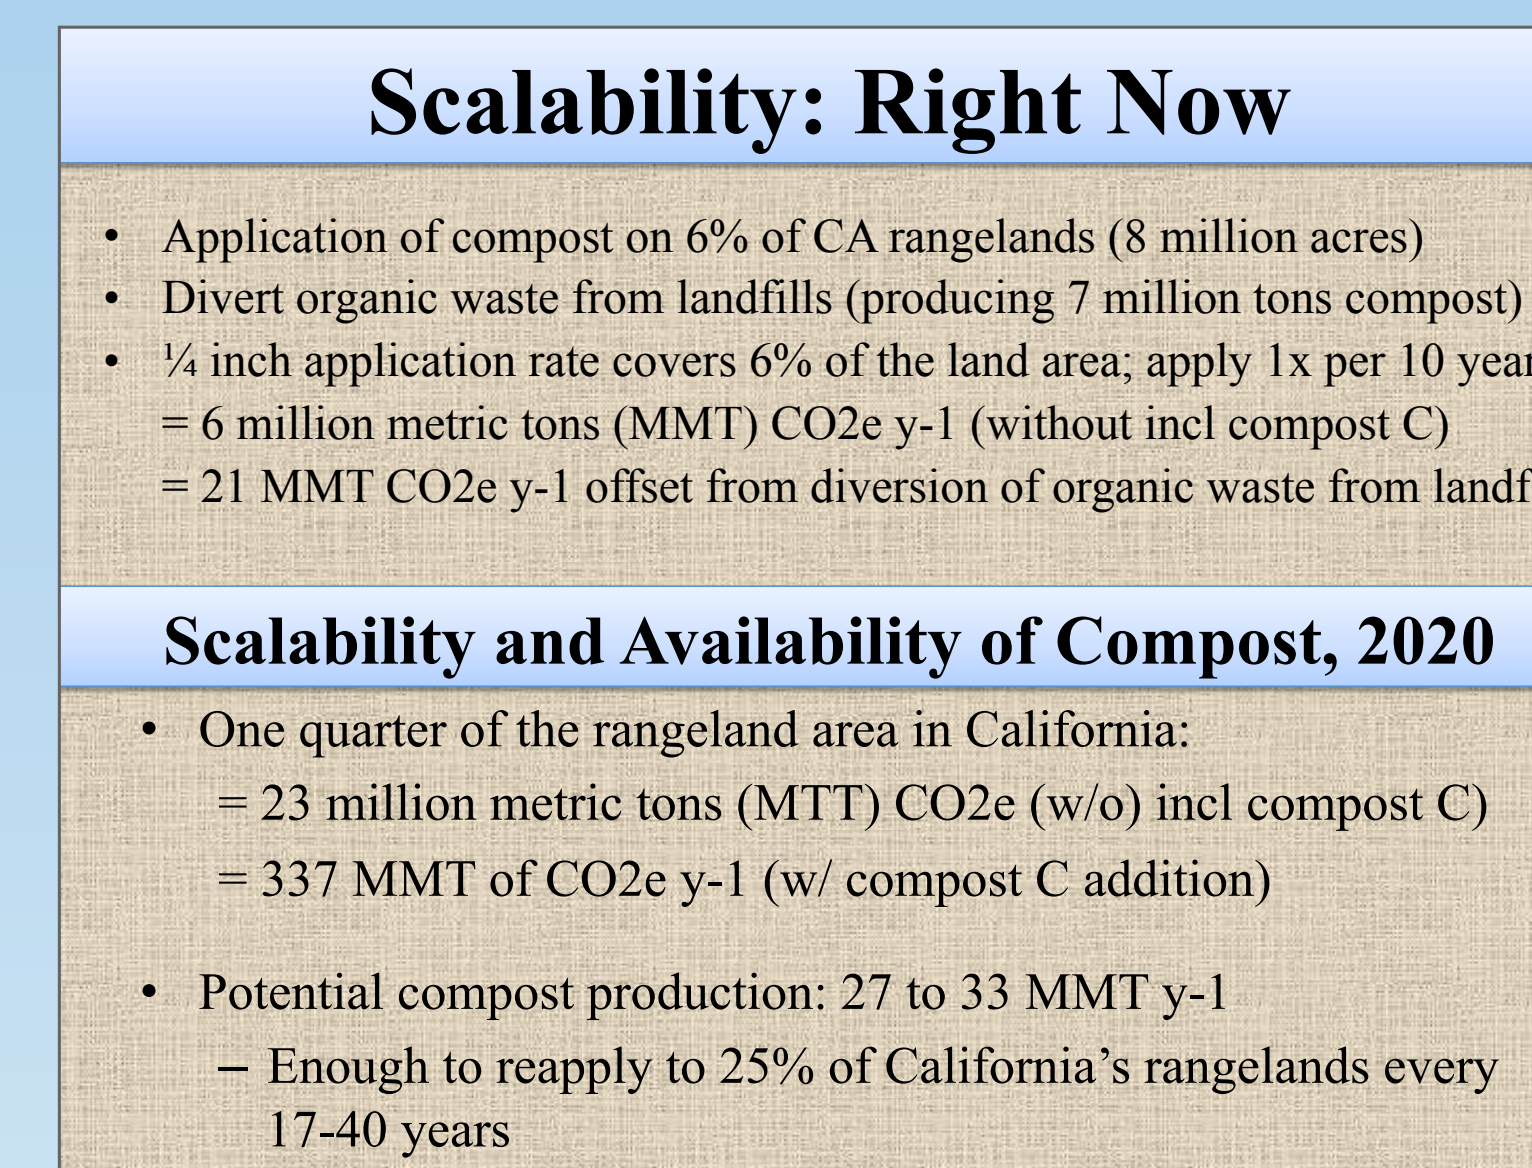 Scalability: Right Now
• Application of compost on 6% of CA rangelands (8 million acres)
• Divert organic waste from landfills (producing 7 million tons compost)
• ¼ inch application rate covers 6% of the land area; apply 1x per 10 year
= 6 million metric tons (MMT) CO2e y-1 (without incl compost C)
= 21 MMT CO2e y-1 offset from diversion of organic waste from landf
Scalability and Availability of Compost, 2020
• One quarter of the rangeland area in California:
= 23 million metric tons (MTT) CO2e (w/o) incl compost C)
= 337 MMT of CO2e y-1 (w/ compost C addition)
• Potential compost production: 27 to 33 MMT y-1
– Enough to reapply to 25% of California’s rangelands every
17-40 years